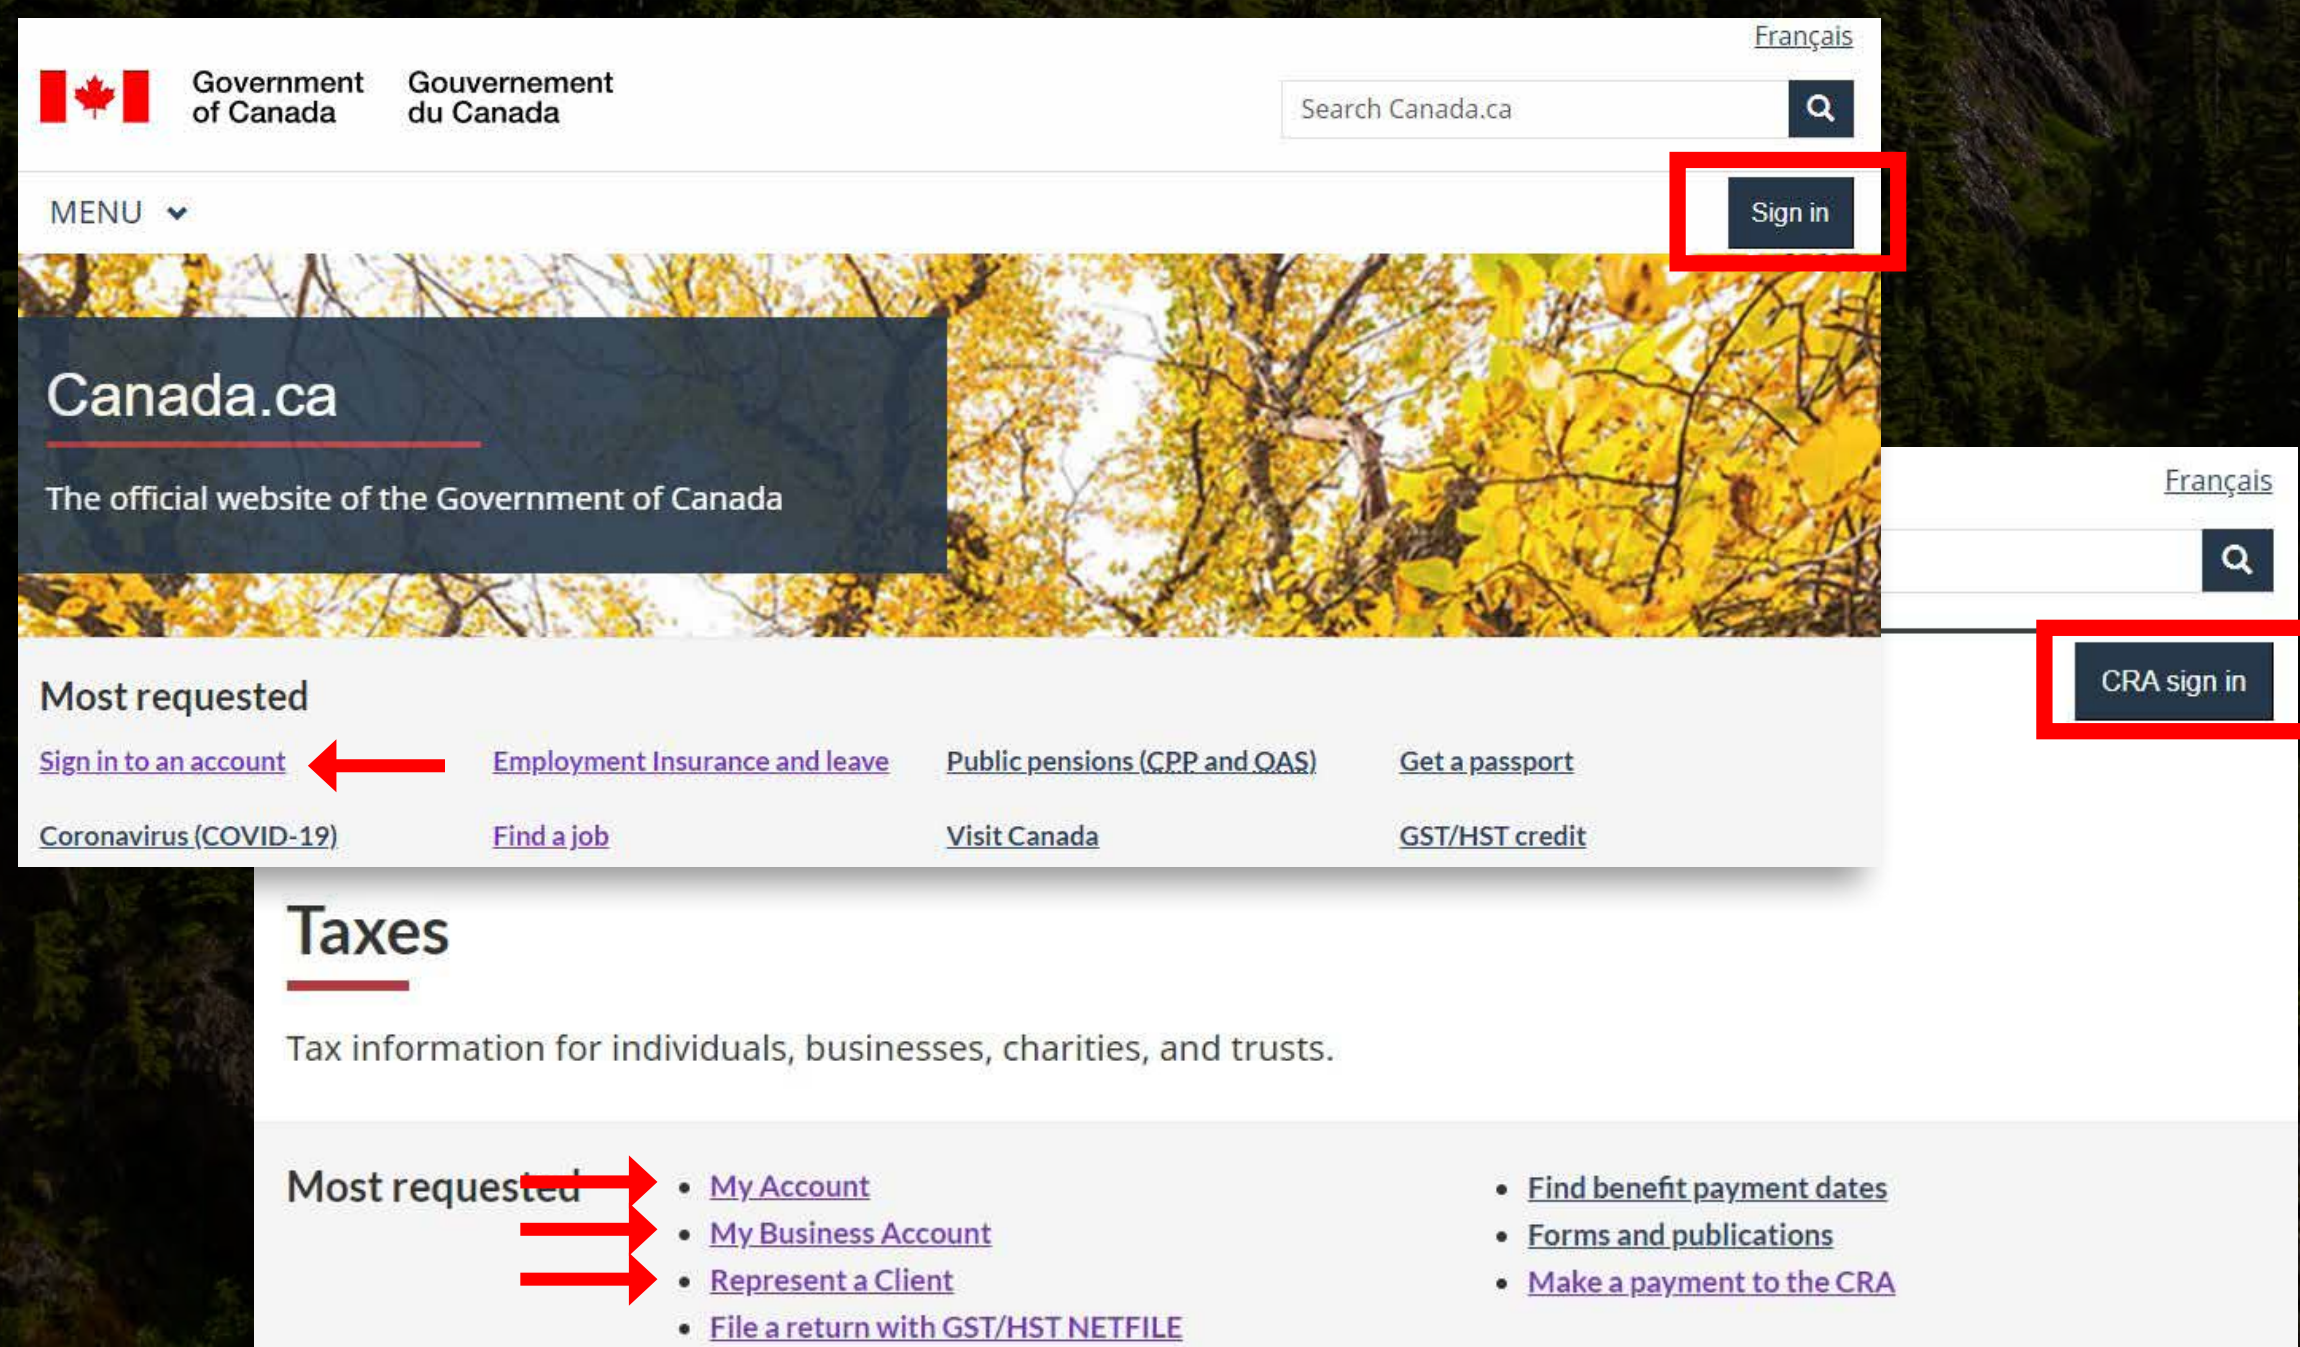 Français
Government
of Canada
Gouvernement
du Canada
Search Canada.ca
MENU
Sign in
Canada.ca
The official website of the Government of Canada
Français
CRA sign in
Most requested
Sign in to an account
Employment Insurance and leave
Public pensions (CPP and OAS)
Get a passport
Coronavirus (COVID-19)
Find a job
Visit Canada
GST/HST credit
Taxes
Tax information for individuals, businesses, charities, and trusts.
Most requested
My Account
My Business Account
Represent a Client
File a return with GST/HST NETFILE
Find benefit payment dates
Forms and publications
Make a payment to the CRA